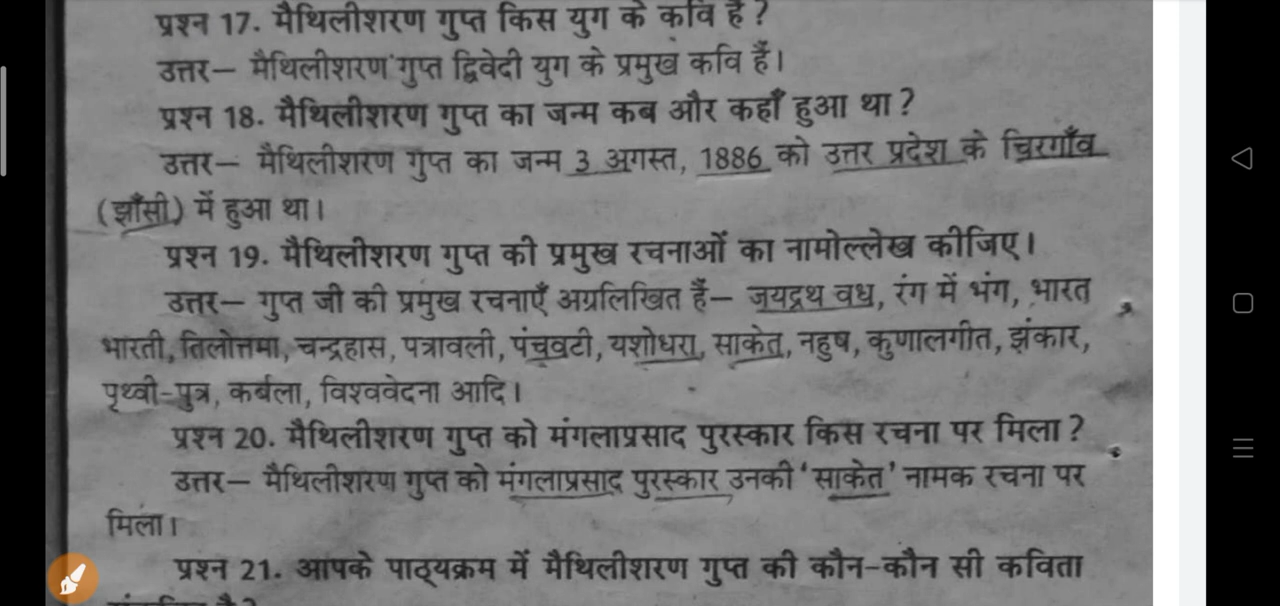 प्रश्न 17. मैथिलीशरण गुप्त किस युग के कवि हैं ?
उत्तर— मैथिलीशरण गुप्त द्विवेदी युग के प्रमुख कवि हैं।
प्रश्न 18. मैथिलीशरण गुप्त का जन्म कब और कहाँ हुआ था ?
उत्तर— मैथिलीशरण गुप्त का जन्म 3 अगस्त, 1886 को उत्तर प्रदेश के चिरगाँव
(झाँसी) में हुआ था।
प्रश्न 19. मैथिलीशरण गुप्त की प्रमुख रचनाओं का नामोल्लेख कीजिए।
उत्तर— गुप्त जी की प्रमुख रचनाएँ अग्रलिखित हैं— जयद्रथ वध, रंग में भंग, भारत
भारती, तिलोत्तमा, चन्द्रहास, पत्रावली, पंचवटी, यशोधरा, साकेत, नहुष, कुणालगीत, झंकार,
पृथ्वी-पुत्र, कर्बला, विश्ववेदना आदि।
प्रश्न 20. मैथिलीशरण गुप्त को मंगलाप्रसाद पुरस्कार किस रचना पर मिला ?
उत्तर— मैथिलीशरण गुप्त को मंगलाप्रसाद पुरस्कार उनकी 'साकेत' नामक रचना पर
मिला।
प्रश्न 21. आपके पाठ्यक्रम में मैथिलीशरण गुप्त की कौन-कौन सी कविता